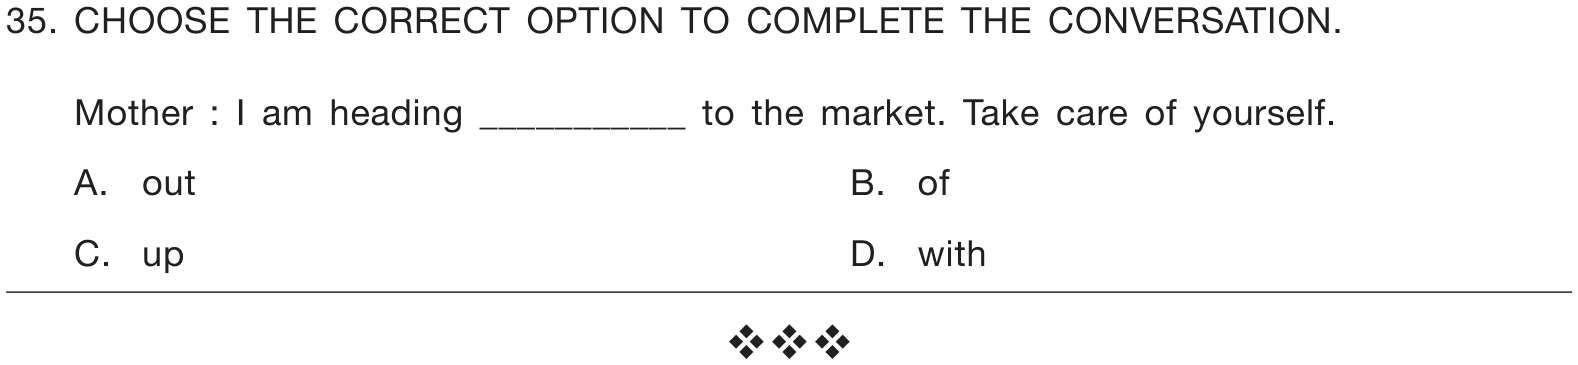 35. CHOOSE THE CORRECT OPTION TO COMPLETE THE CONVERSATION.
Mother : I am heading ___________ to the market. Take care of yourself.
A. out B. of
C. up D. with